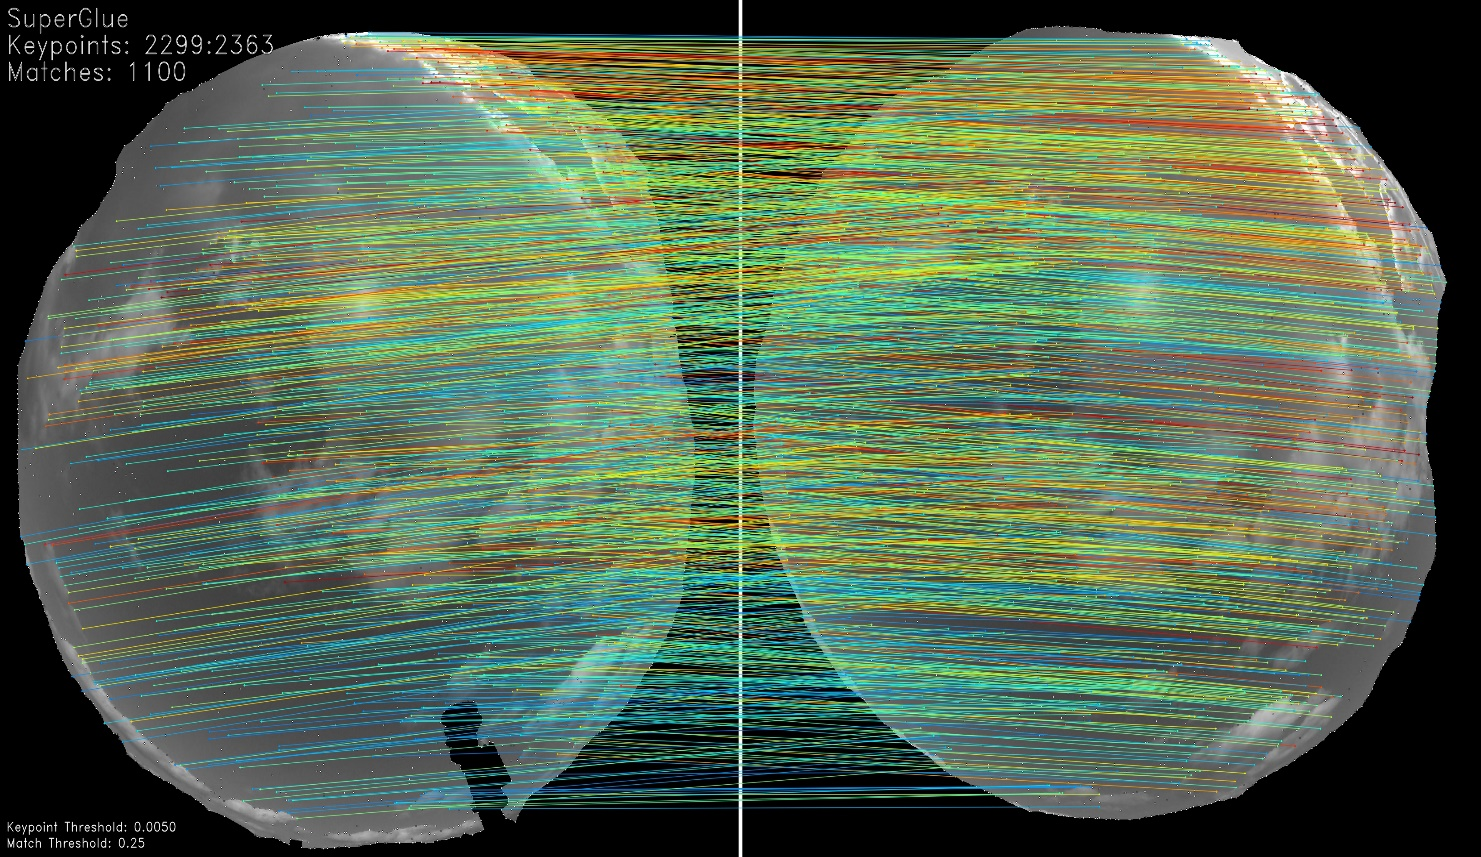 SuperGlue
Keypoints: 2299:2363
Matches: 1100
Keypoint Threshold: 0.0050
Match Threshold: 0.25